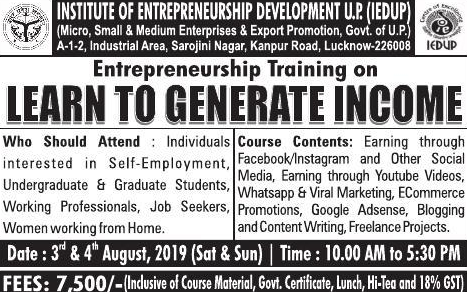 INSTITUTE OF ENTREPRENEURSHIP DEVELOPMENT U.P. (IEDUP)
(Micro, Small & Medium Enterprises & Export Promotion, Govt. of U.P.)
A-1-2, Industrial Area, Sarojini Nagar, Kanpur Road, Lucknow-226008
IEDUP
Entrepreneurship Training on
LEARN TO GENERATE INCOME
Who Should Attend : Individuals
interested in Self-Employment,
Undergraduate & Graduate Students,
Working Professionals, Job Seekers,
Women working from Home.
Course Contents: Earning through
Facebook/Instagram and Other Social
Media, Earning through Youtube Videos,
Whatsapp & Viral Marketing, ECommerce
Promotions, Google Adsense, Blogging
and Content Writing, Freelance Projects.
Date : 3rd & 4th August, 2019 (Sat & Sun) | Time : 10.00 AM to 5:30 PM
FEES: 7,500/-(Inclusive of Course Material, Govt. Certificate, Lunch, Hi-Tea and 18% GST)